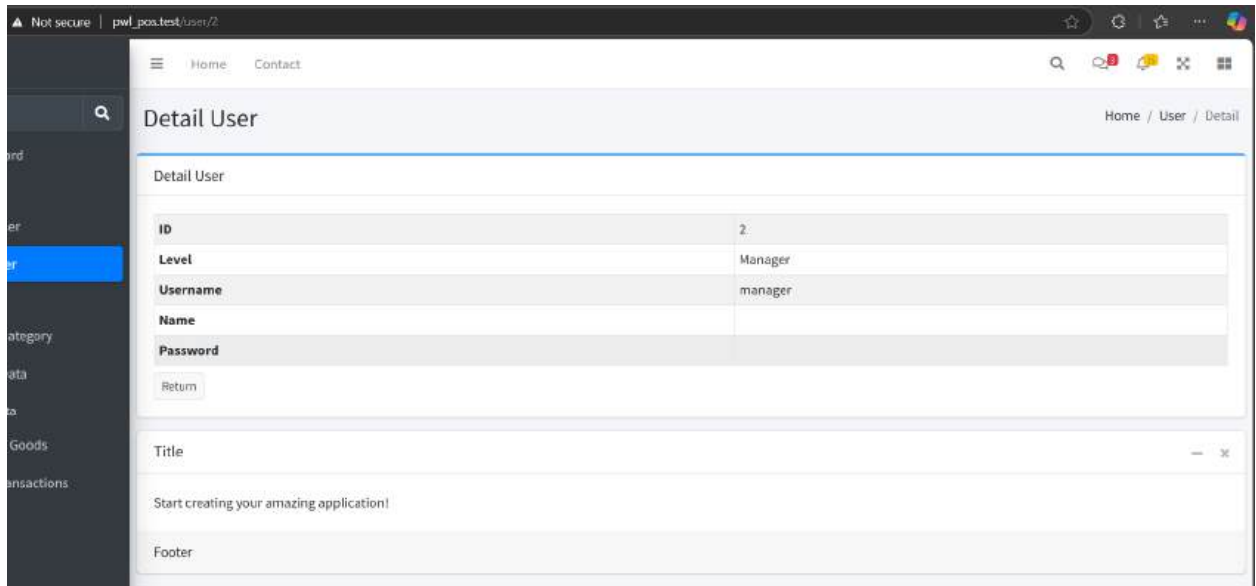 Not secure | pwl_pos.test/user/2
Home Contact
Detail User
Home / User / Detail
ard
Detail User
er
ID 2
er
Level Manager
Username manager
Name
ategory
Password
ata
Return
ta
Goods
Title
ansactions
Start creating your amazing application!
Footer